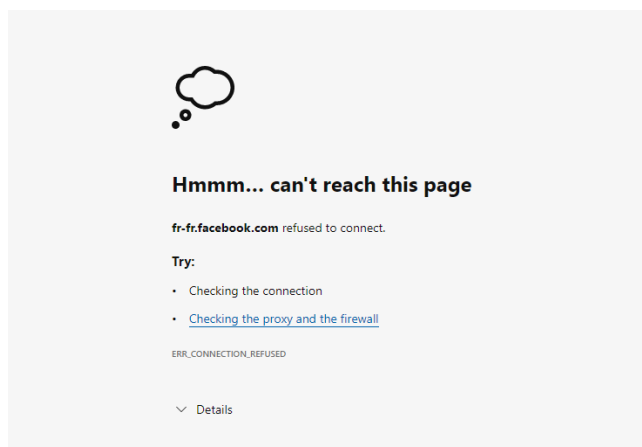 Hmmm... can't reach this page
fr-fr.facebook.com refused to connect.
Try:
• Checking the connection
• Checking the proxy and the firewall
ERR_CONNECTION_REFUSED
Details